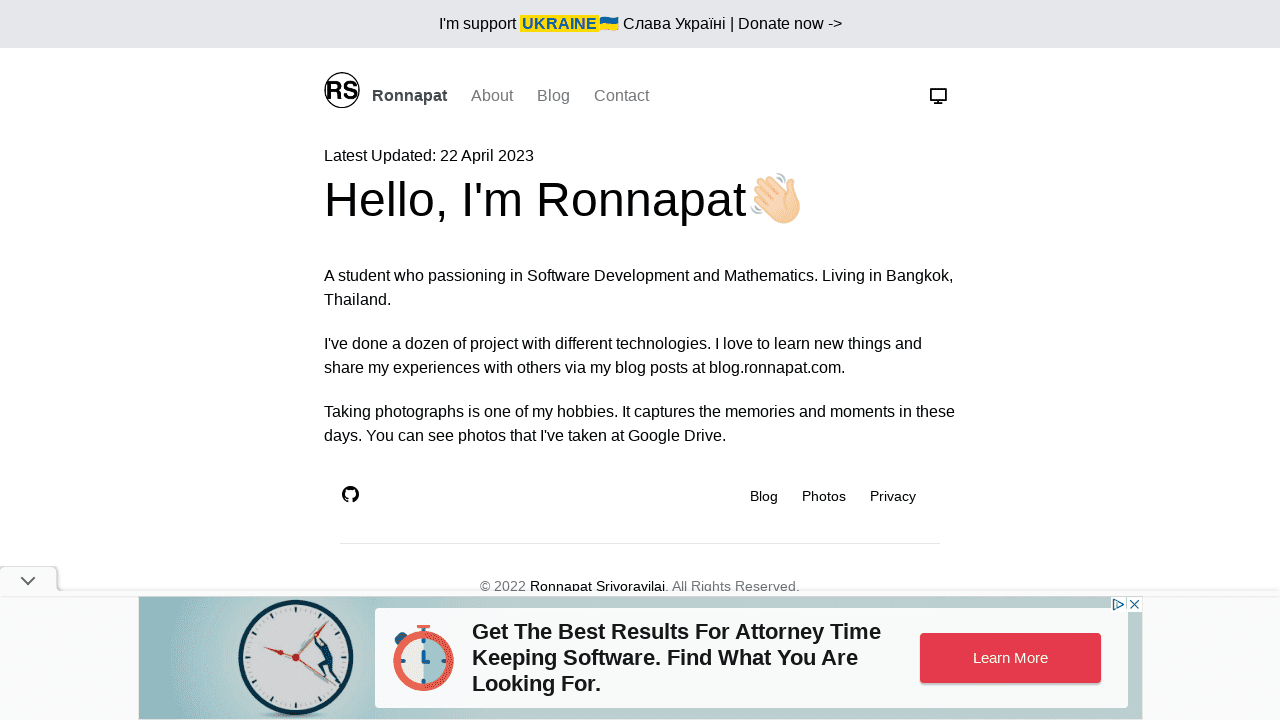 I'm support UKRAINE🇺🇦 Слава Україні | Donate now ->
RS
Ronnapat About Blog Contact
Latest Updated: 22 April 2023
Hello, I'm Ronnapat👋🏻
A student who passioning in Software Development and Mathematics. Living in Bangkok,
Thailand.
I've done a dozen of project with different technologies. I love to learn new things and
share my experiences with others via my blog posts at blog.ronnapat.com.
Taking photographs is one of my hobbies. It captures the memories and moments in these
days. You can see photos that I've taken at Google Drive.
Blog Photos Privacy
© 2022 Ronnapat Srivoravilai. All Rights Reserved.
Get The Best Results For Attorney Time
Keeping Software. Find What You Are
Looking For.
Learn More